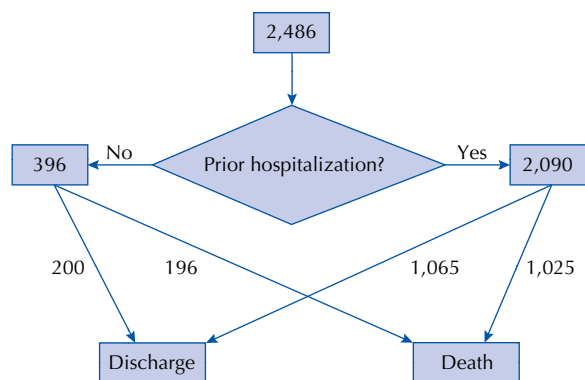 2,486
No
Prior hospitalization?
Yes
396
2,090
200
196
1,065
1,025
Discharge
Death